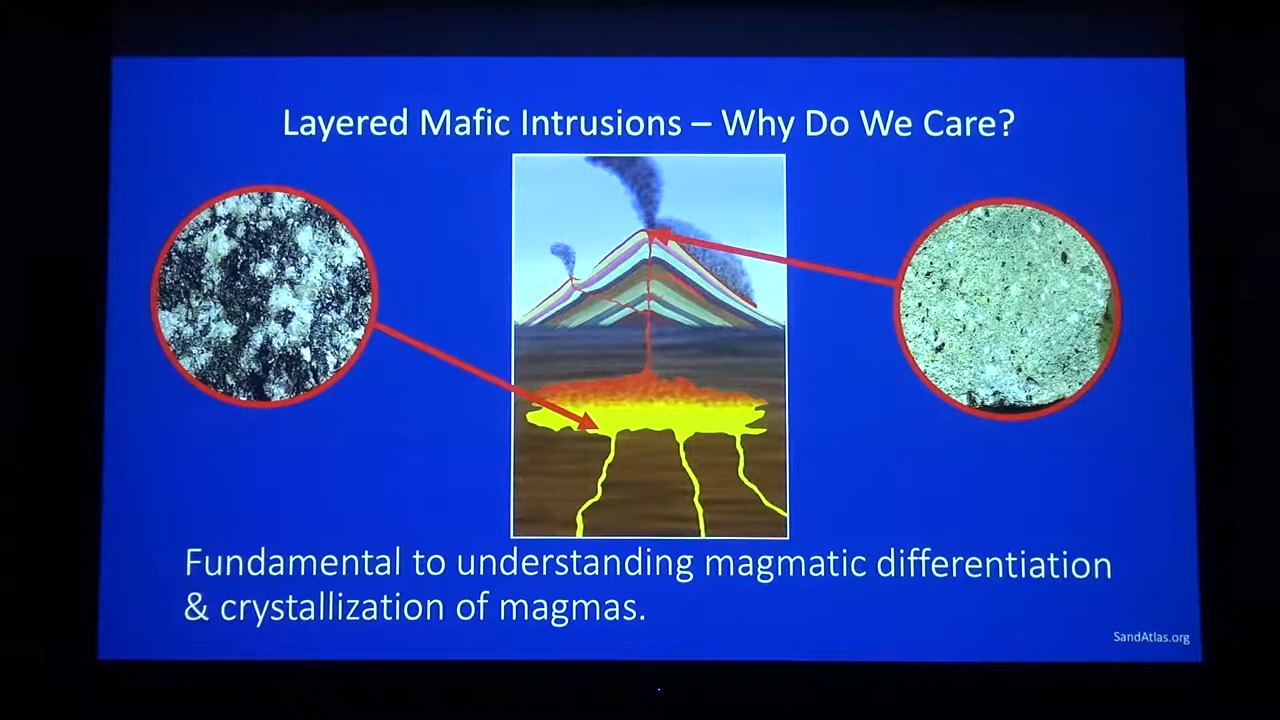 Layered Mafic Intrusions – Why Do We Care?
Fundamental to understanding magmatic differentiation
& crystallization of magmas.
SandAtlas.org